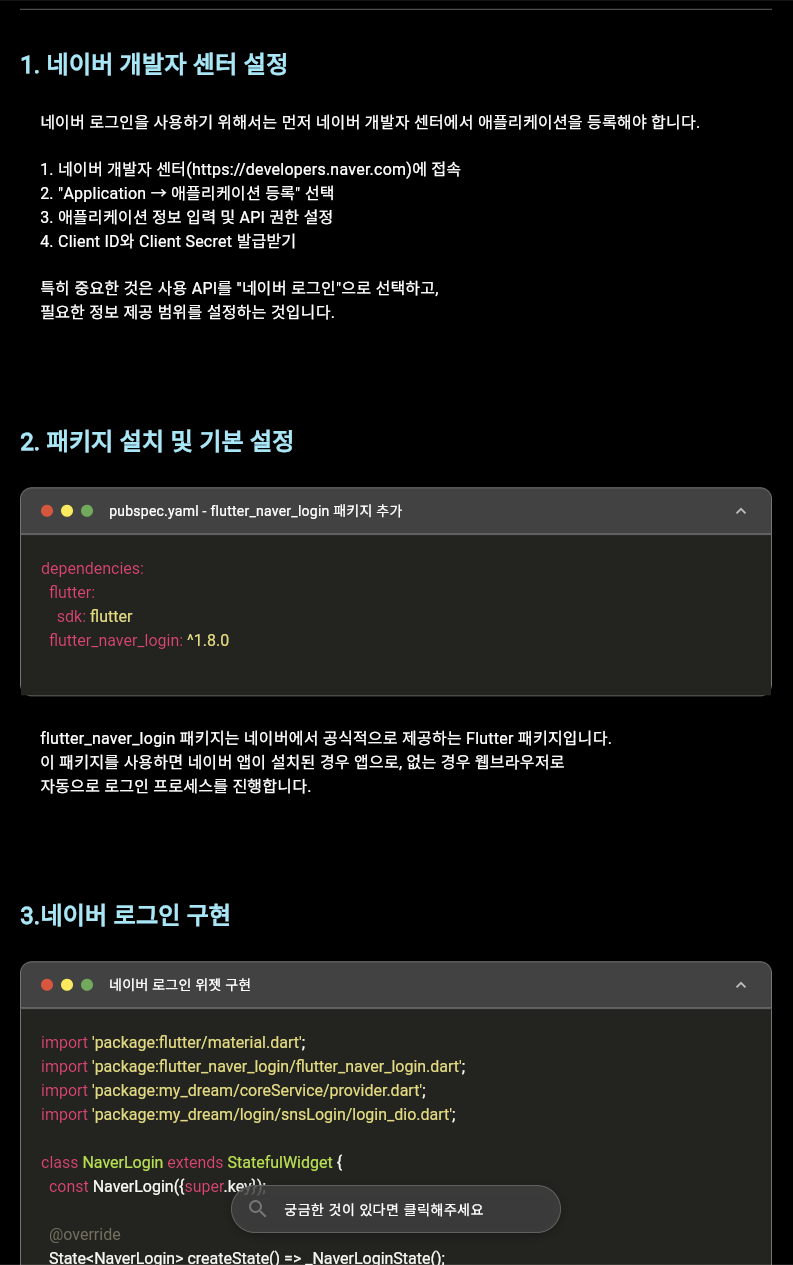 1. 네이버 개발자 센터 설정
네이버 로그인을 사용하기 위해서는 먼저 네이버 개발자 센터에서 애플리케이션을 등록해야 합니다.
1. 네이버 개발자 센터(https://developers.naver.com)에 접속
2. "Application → 애플리케이션 등록" 선택
3. 애플리케이션 정보 입력 및 API 권한 설정
4. Client ID와 Client Secret 발급받기
특히 중요한 것은 사용 API를 "네이버 로그인"으로 선택하고,
필요한 정보 제공 범위를 설정하는 것입니다.
2. 패키지 설치 및 기본 설정
pubspec.yaml - flutter_naver_login 패키지 추가
dependencies:
  flutter:
    sdk: flutter
  flutter_naver_login: ^1.8.0
flutter_naver_login 패키지는 네이버에서 공식적으로 제공하는 Flutter 패키지입니다.
이 패키지를 사용하면 네이버 앱이 설치된 경우 앱으로, 없는 경우 웹브라우저로
자동으로 로그인 프로세스를 진행합니다.
3.네이버 로그인 구현
네이버 로그인 위젯 구현
import 'package:flutter/material.dart';
import 'package:flutter_naver_login/flutter_naver_login.dart';
import 'package:my_dream/coreService/provider.dart';
import 'package:my_dream/login/snsLogin/login_dio.dart';
class NaverLogin extends StatefulWidget {
  const NaverLogin({super.key});
궁금한 것이 있다면 클릭해주세요
  @override
  State<NaverLogin> createState() => _NaverLoginState();